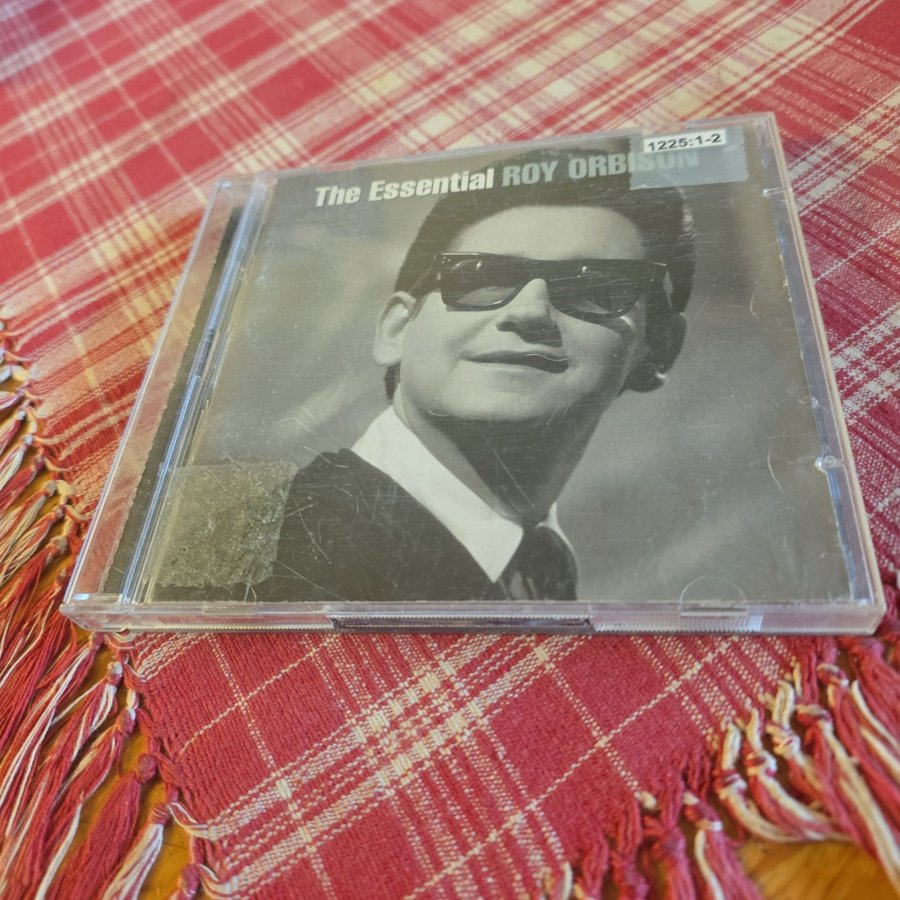 1225:1-2
The Essential ROY ORBISON